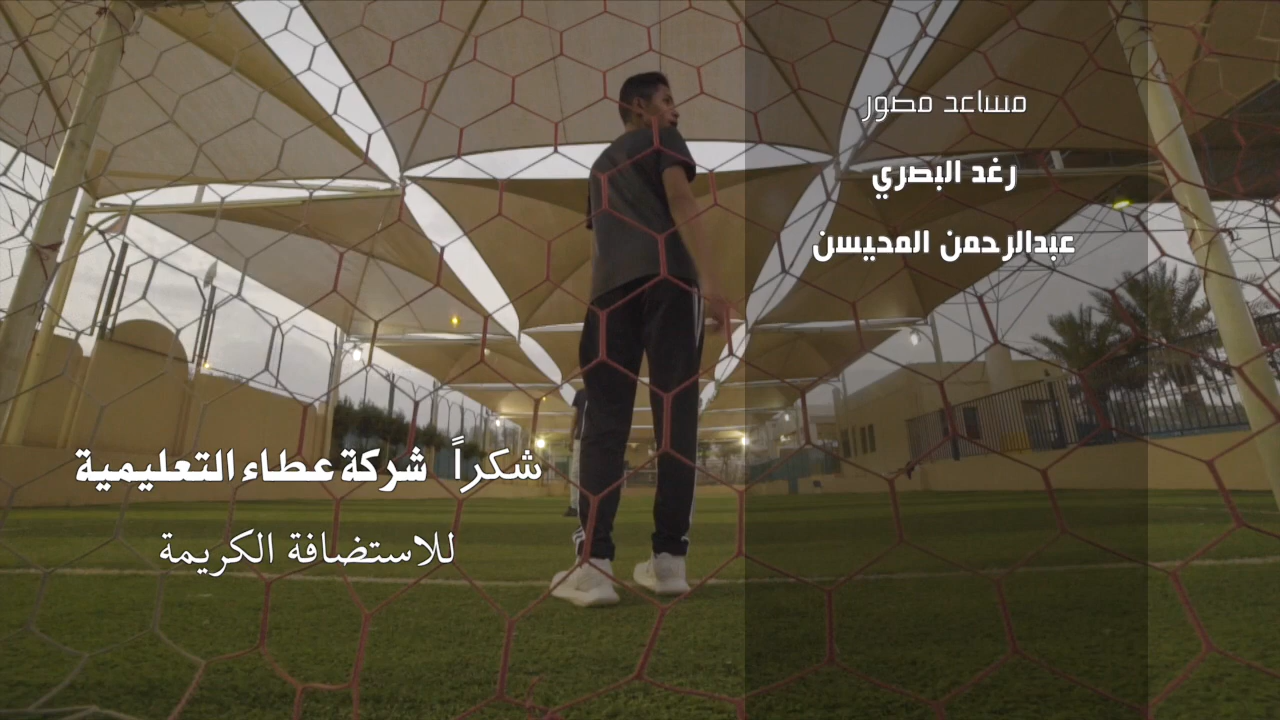 مساعد مصور
رغد البصري
عبدالرحمن المحيسن
شكراً شركة عطاء التعليمية
للاستضافة الكريمة